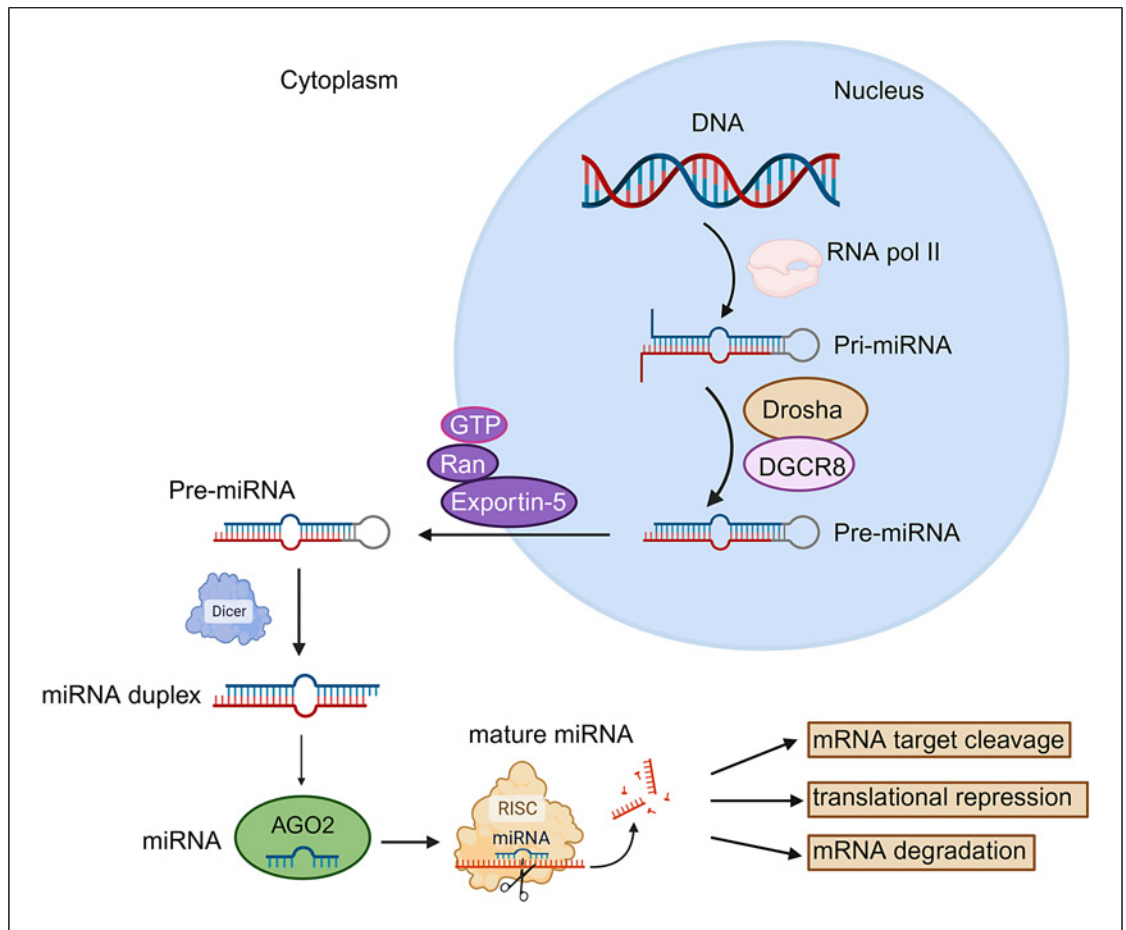 Cytoplasm
Nucleus
DNA
RNA pol II
Pri-miRNA
Drosha
DGCR8
GTP
Ran
Exportin-5
Pre-miRNA
Pre-miRNA
Dicer
miRNA duplex
mature miRNA
mRNA target cleavage
RISC
translational repression
miRNA
AGO2
miRNA
mRNA degradation